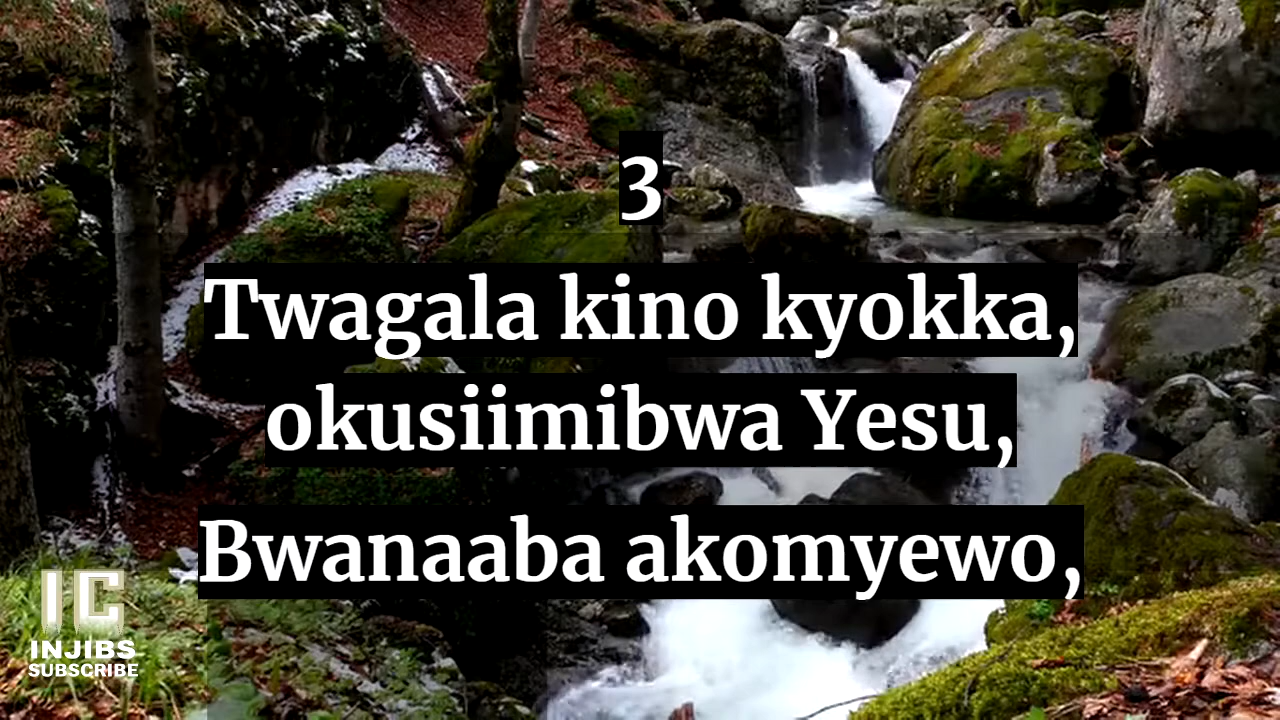 3
Twagala kino kyokka,
okusiimibwa Yesu,
Bwanaaba akomyewo,
IC
INJIBS
SUBSCRIBE